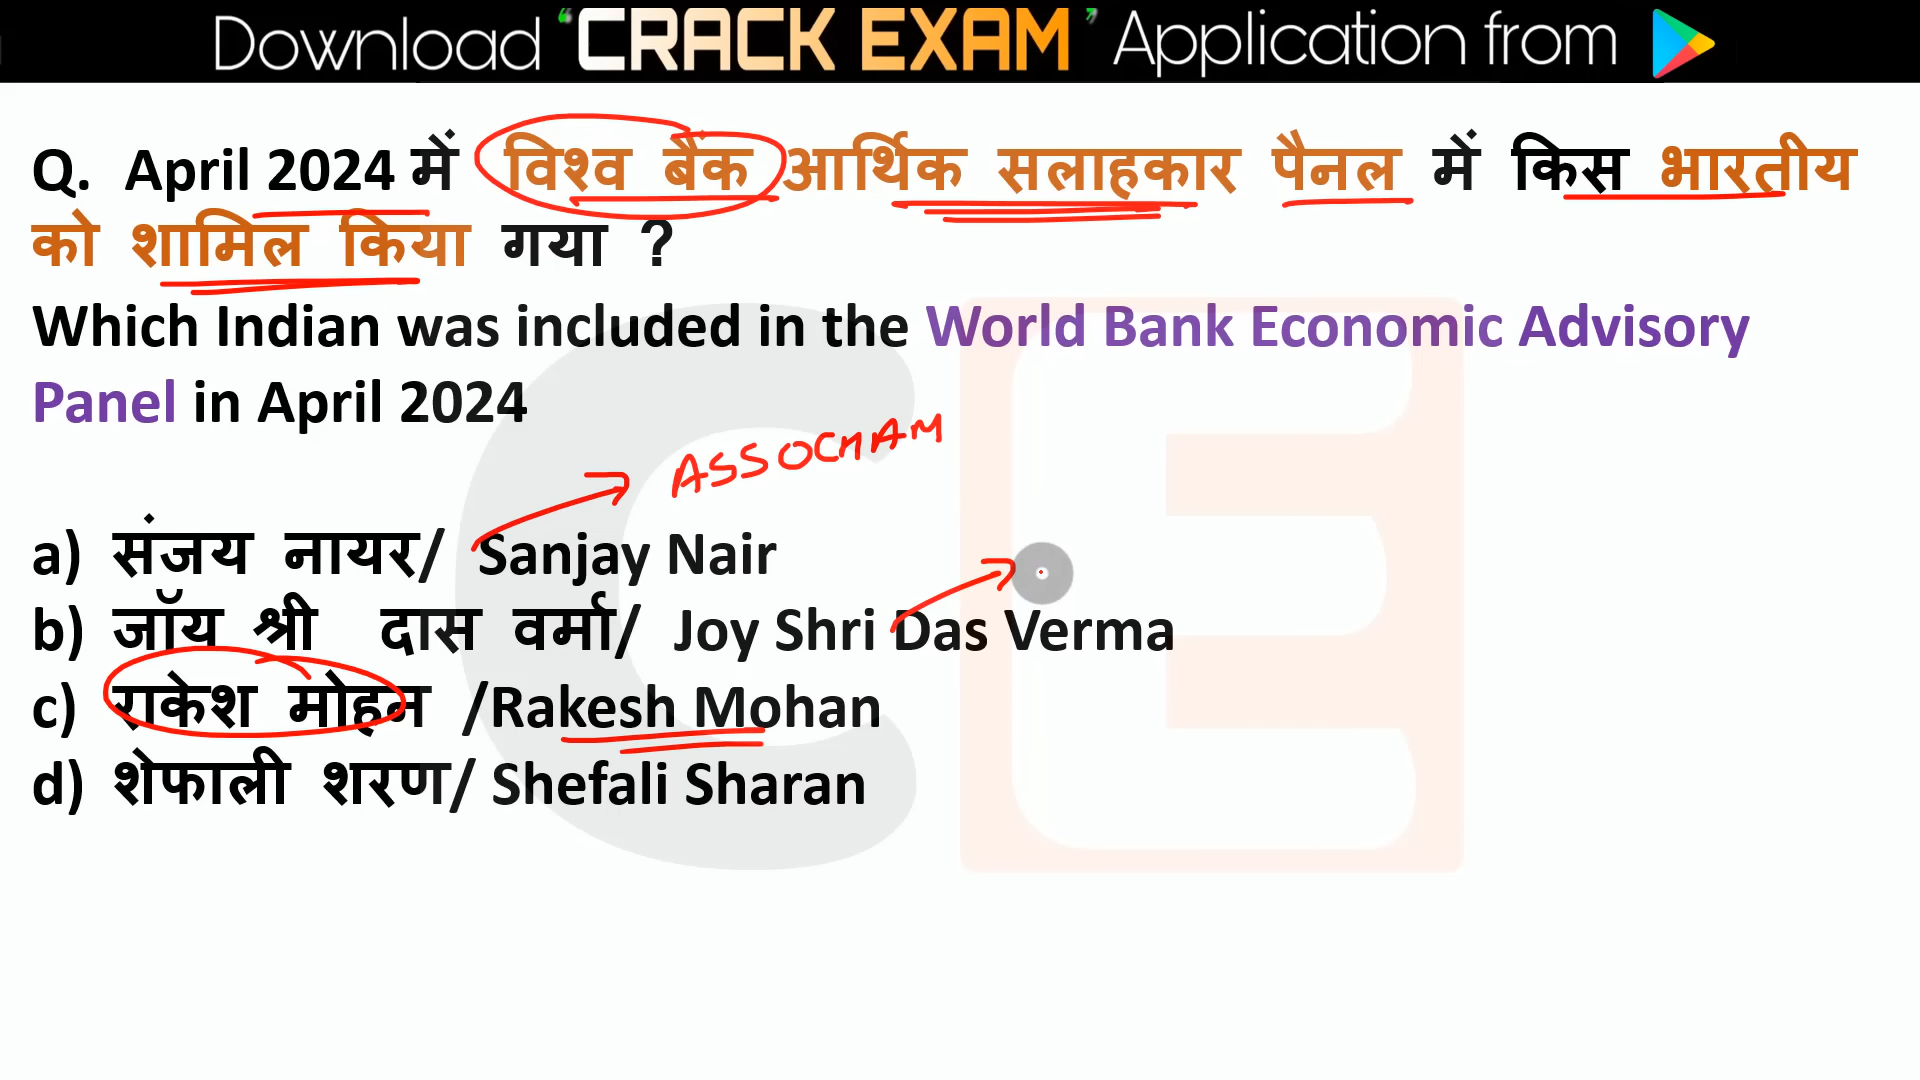 Download ‘CRACK EXAM’ Application from
Q. April 2024 में विश्व बैंक आर्थिक सलाहकार पैनल में किस भारतीय
को शामिल किया गया ?
Which Indian was included in the World Bank Economic Advisory
Panel in April 2024
ASSOCHAM
a) संजय नायर/ Sanjay Nair
b) जॉय श्री दास वर्मा/ Joy Shri Das Verma
c) राकेश मोहन /Rakesh Mohan
d) शेफाली शरण/ Shefali Sharan
CE